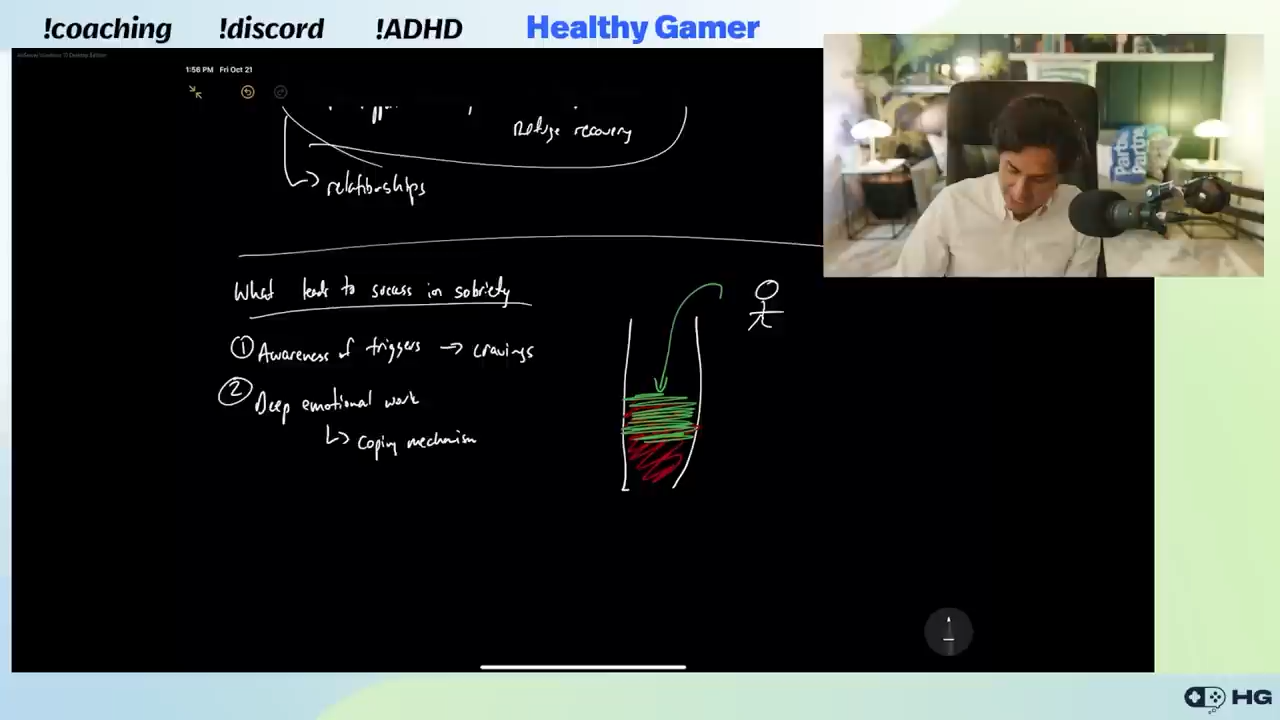 !coaching !discord !ADHD Healthy Gamer
1:56 PM Fri Oct 21
Refuge recovery
relationships
What leads to success in sobriety
① Awareness of triggers → cravings
② Deep emotional work
↳ Coping mechanism
HG